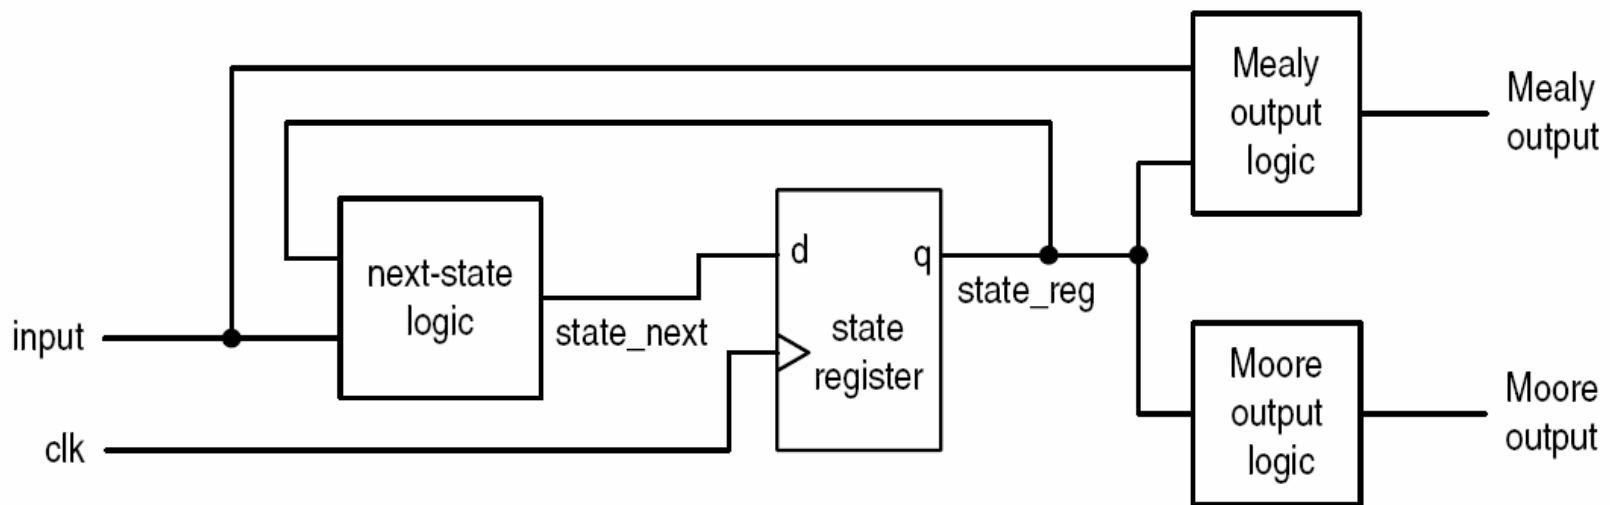 Mealy
output
logic
Mealy
output
next-state
logic
d
q
state_reg
input
state_next
state
register
Moore
output
logic
Moore
output
clk